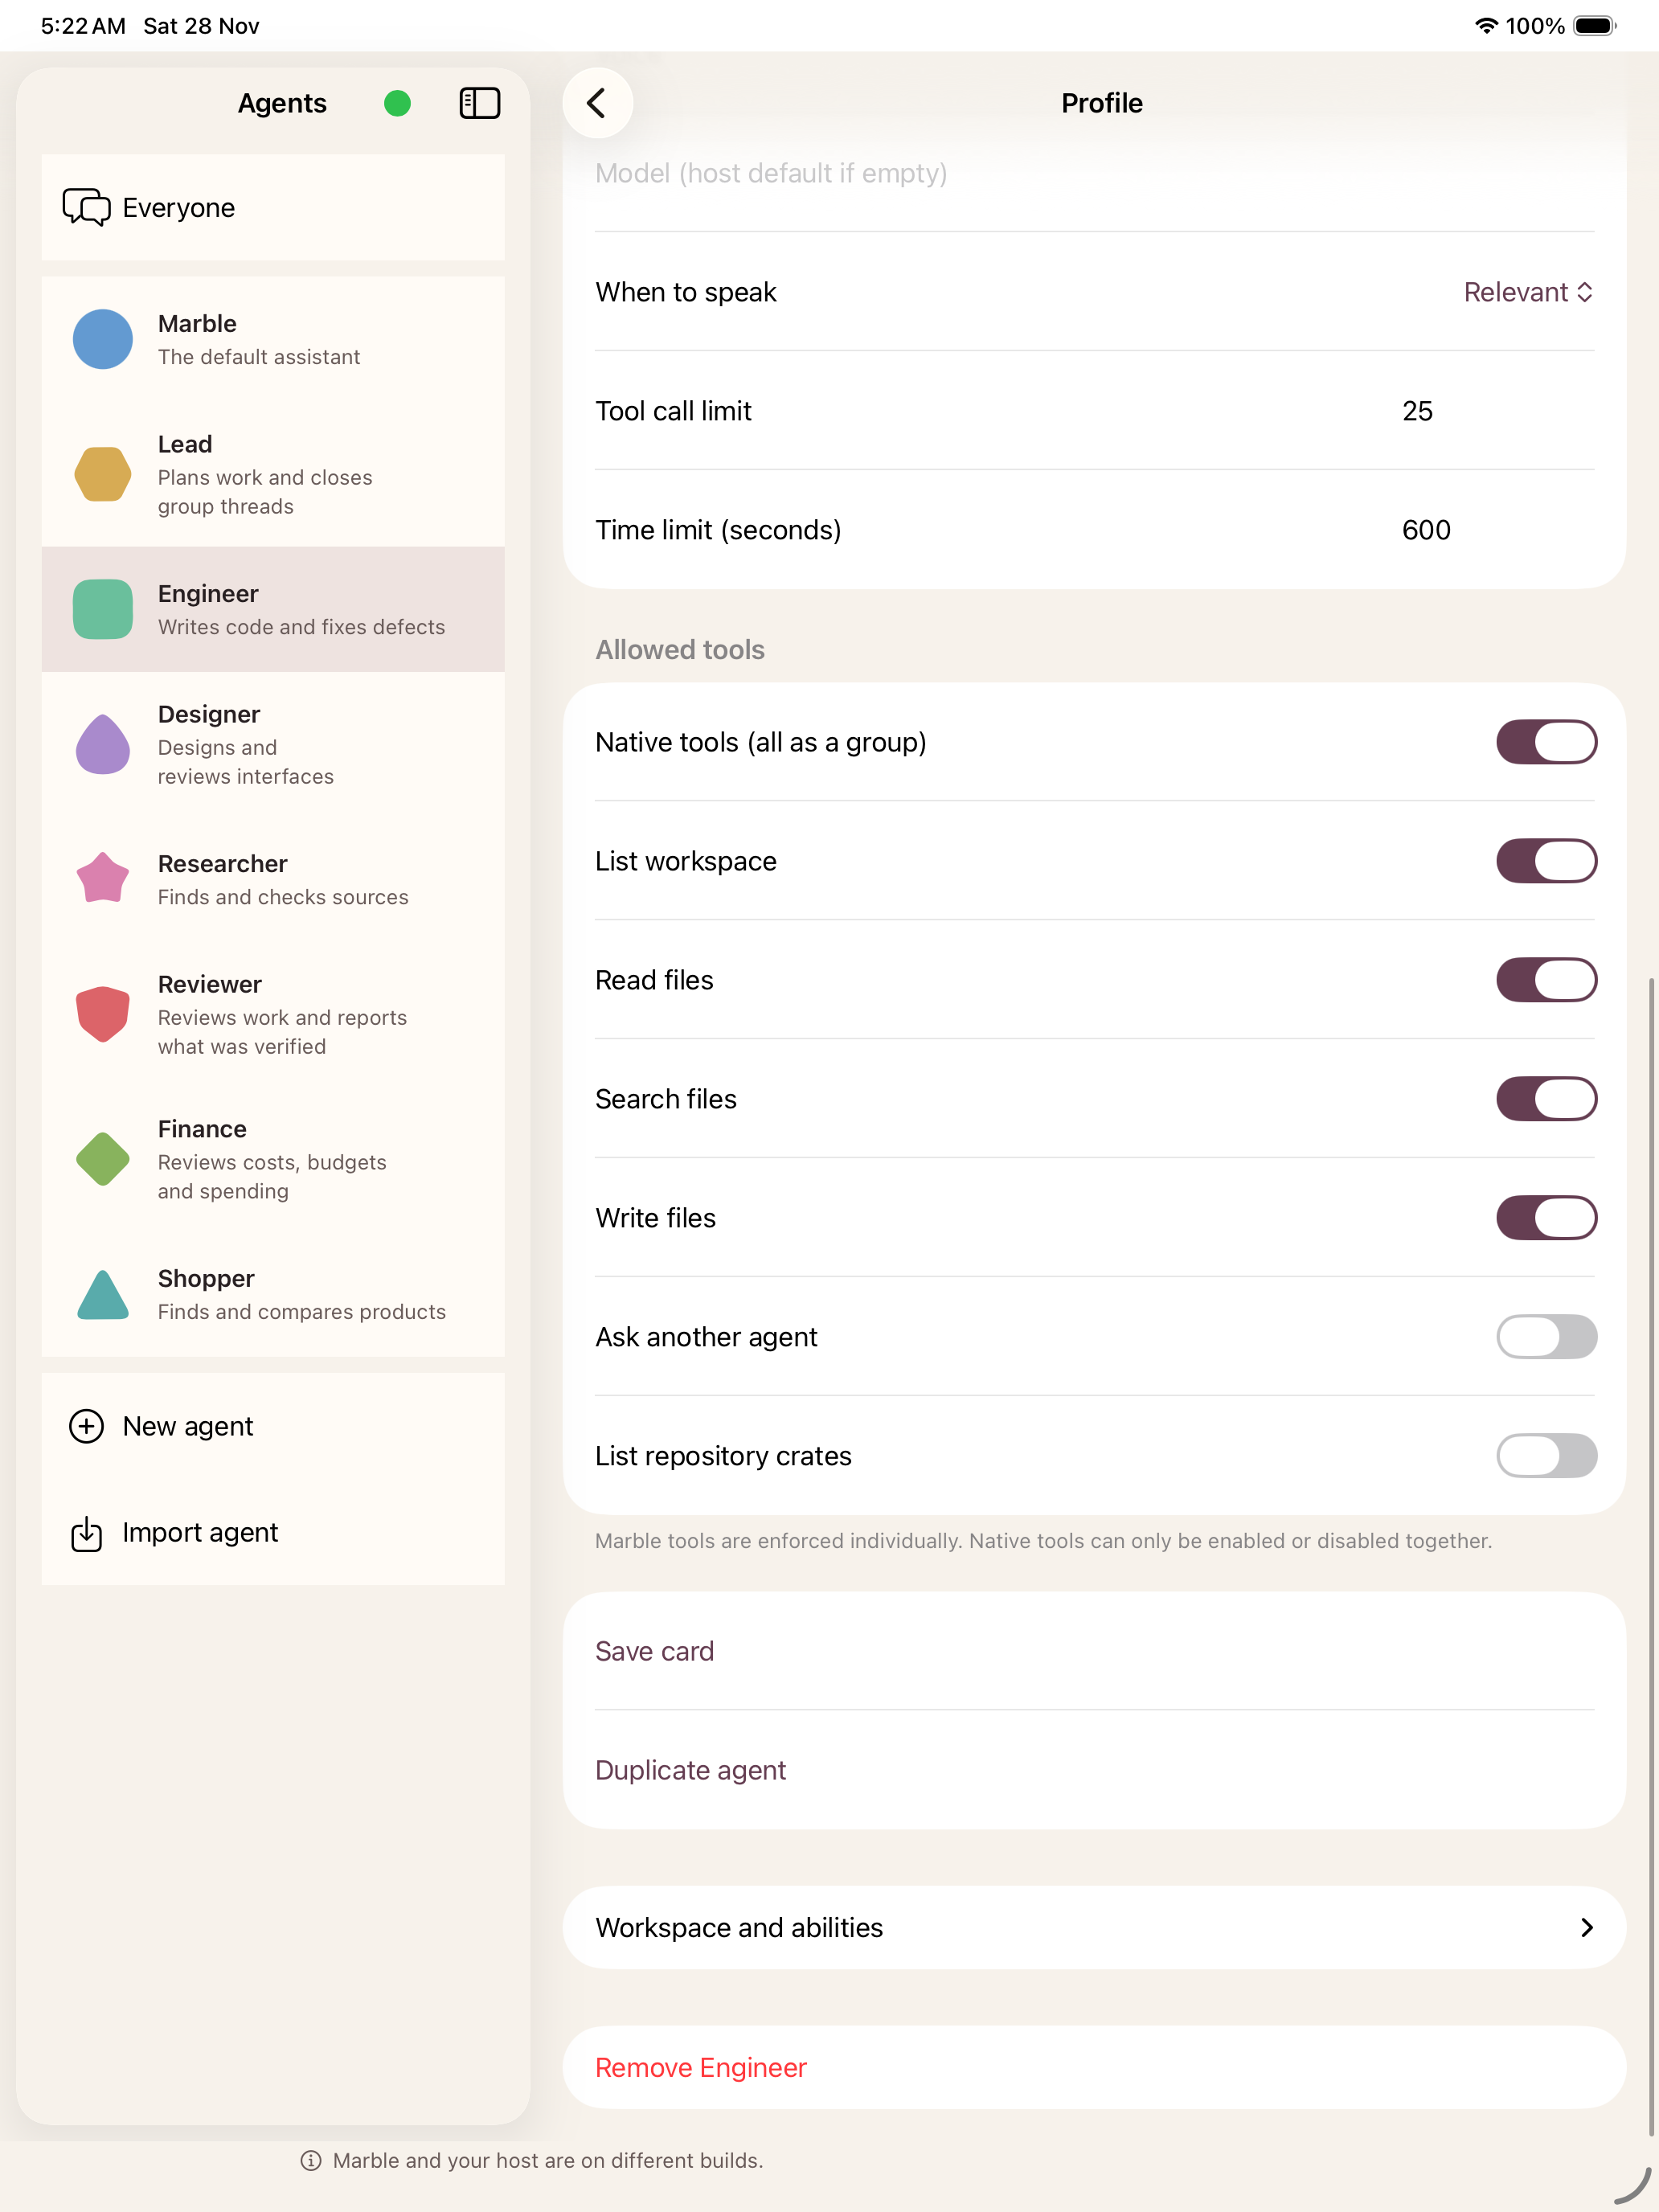 5:22 AM Sat 28 Nov
100%
Agents
Everyone
Marble
The default assistant
Lead
Plans work and closes
group threads
Engineer
Writes code and fixes defects
Designer
Designs and
reviews interfaces
Researcher
Finds and checks sources
Reviewer
Reviews work and reports
what was verified
Finance
Reviews costs, budgets
and spending
Shopper
Finds and compares products
New agent
Import agent
Profile
Model (host default if empty)
When to speak Relevant
Tool call limit 25
Time limit (seconds) 600
Allowed tools
Native tools (all as a group)
List workspace
Read files
Search files
Write files
Ask another agent
List repository crates
Marble tools are enforced individually. Native tools can only be enabled or disabled together.
Save card
Duplicate agent
Workspace and abilities
Remove Engineer
Marble and your host are on different builds.